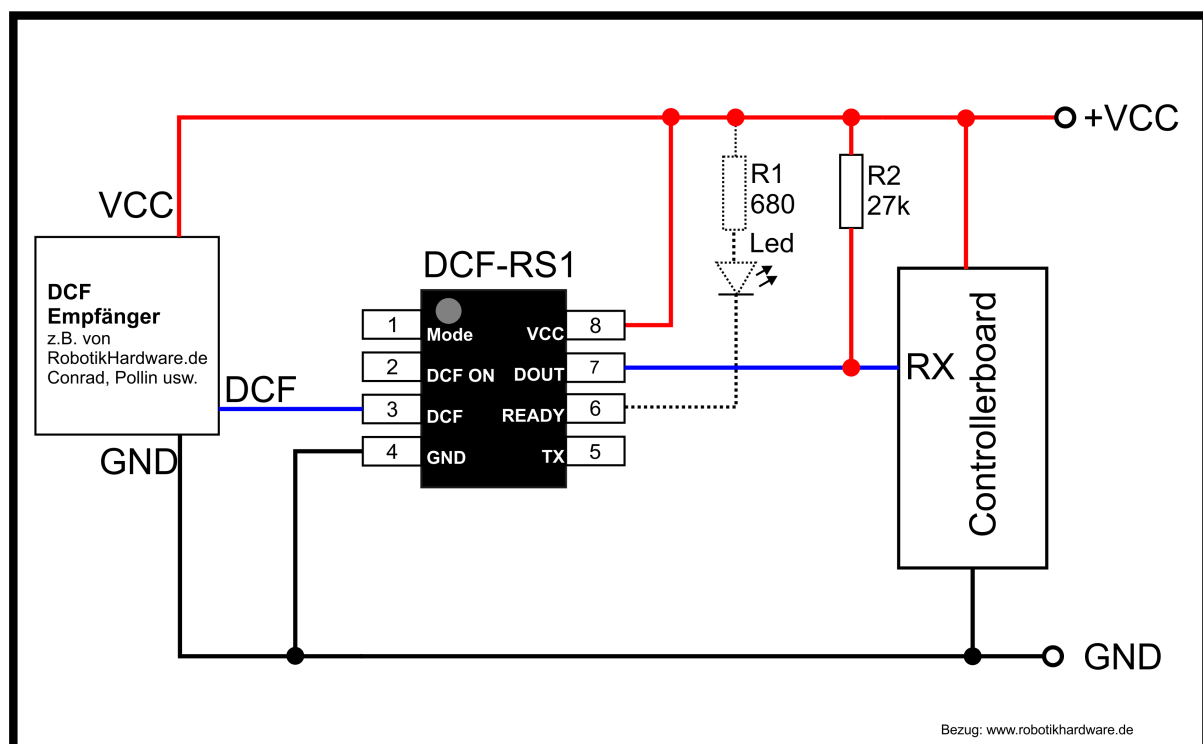 +VCC
R1
680
R2
27k
VCC
Led
DCF-RS1
DCF
Empfänger
z.B. von
RobotikHardware.de
Conrad, Pollin usw.
DCF
GND
1
Mode
VCC
8
2
DCF ON
DOUT
7
3
DCF
READY
6
4
GND
TX
5
RX
Controllerboard
GND
Bezug: www.robotikhardware.de